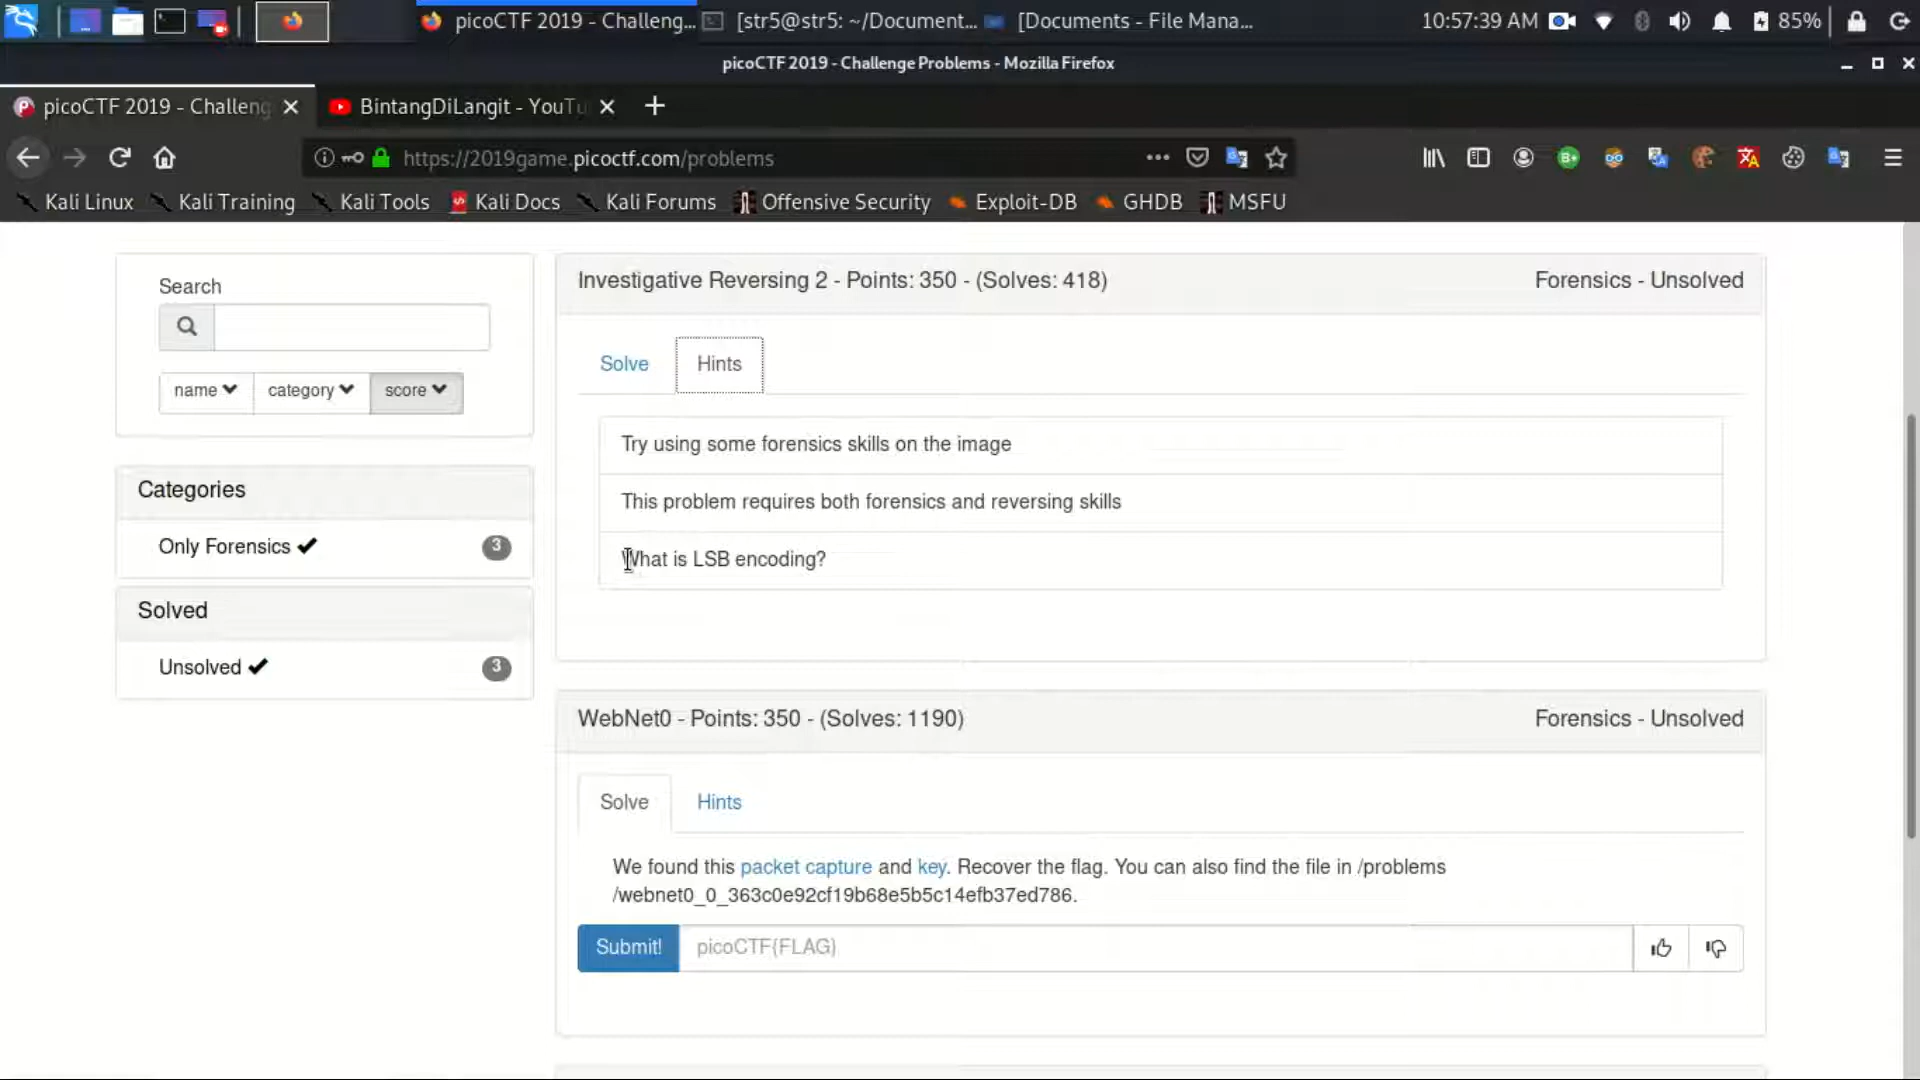 picoCTF 2019 - Challeng...
[str5@str5: ~/Document...
[Documents - File Mana...
10:57:39 AM
85%
picoCTF 2019 - Challenge Problems - Mozilla Firefox
picoCTF 2019 - Challeng
BintangDiLangit - YouTu
https://2019game.picoctf.com/problems
Kali Linux
Kali Training
Kali Tools
Kali Docs
Kali Forums
Offensive Security
Exploit-DB
GHDB
MSFU
Search
name
category
score
Categories
Only Forensics
3
Solved
Unsolved
3
Investigative Reversing 2 - Points: 350 - (Solves: 418)
Forensics - Unsolved
Solve
Hints
Try using some forensics skills on the image
This problem requires both forensics and reversing skills
What is LSB encoding?
WebNet0 - Points: 350 - (Solves: 1190)
Forensics - Unsolved
Solve
Hints
We found this packet capture and key. Recover the flag. You can also find the file in /problems
/webnet0_0_363c0e92cf19b68e5b5c14efb37ed786.
Submit!
picoCTF{FLAG}